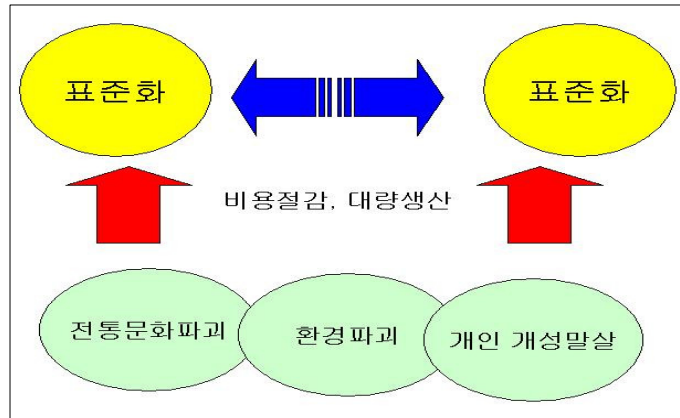 표준화
표준화
비용절감, 대량생산
전통문화파괴
환경파괴
개인 개성말살